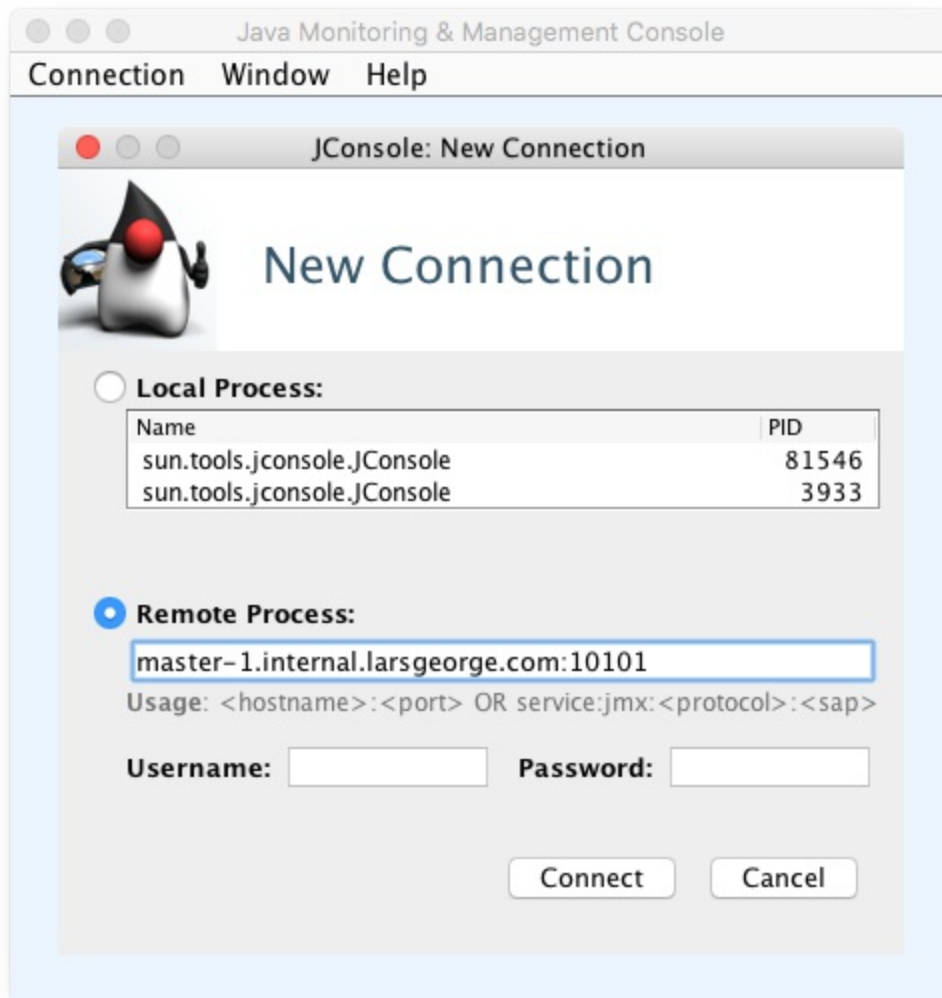 Java Monitoring & Management Console
Connection Window Help
JConsole: New Connection
New Connection
Local Process:
Name PID
sun.tools.jconsole.JConsole 81546
sun.tools.jconsole.JConsole 3933
Remote Process:
master-1.internal.larsgeorge.com:10101
Usage: <hostname>:<port> OR service:jmx:<protocol>:<sap>
Username: Password:
Connect Cancel